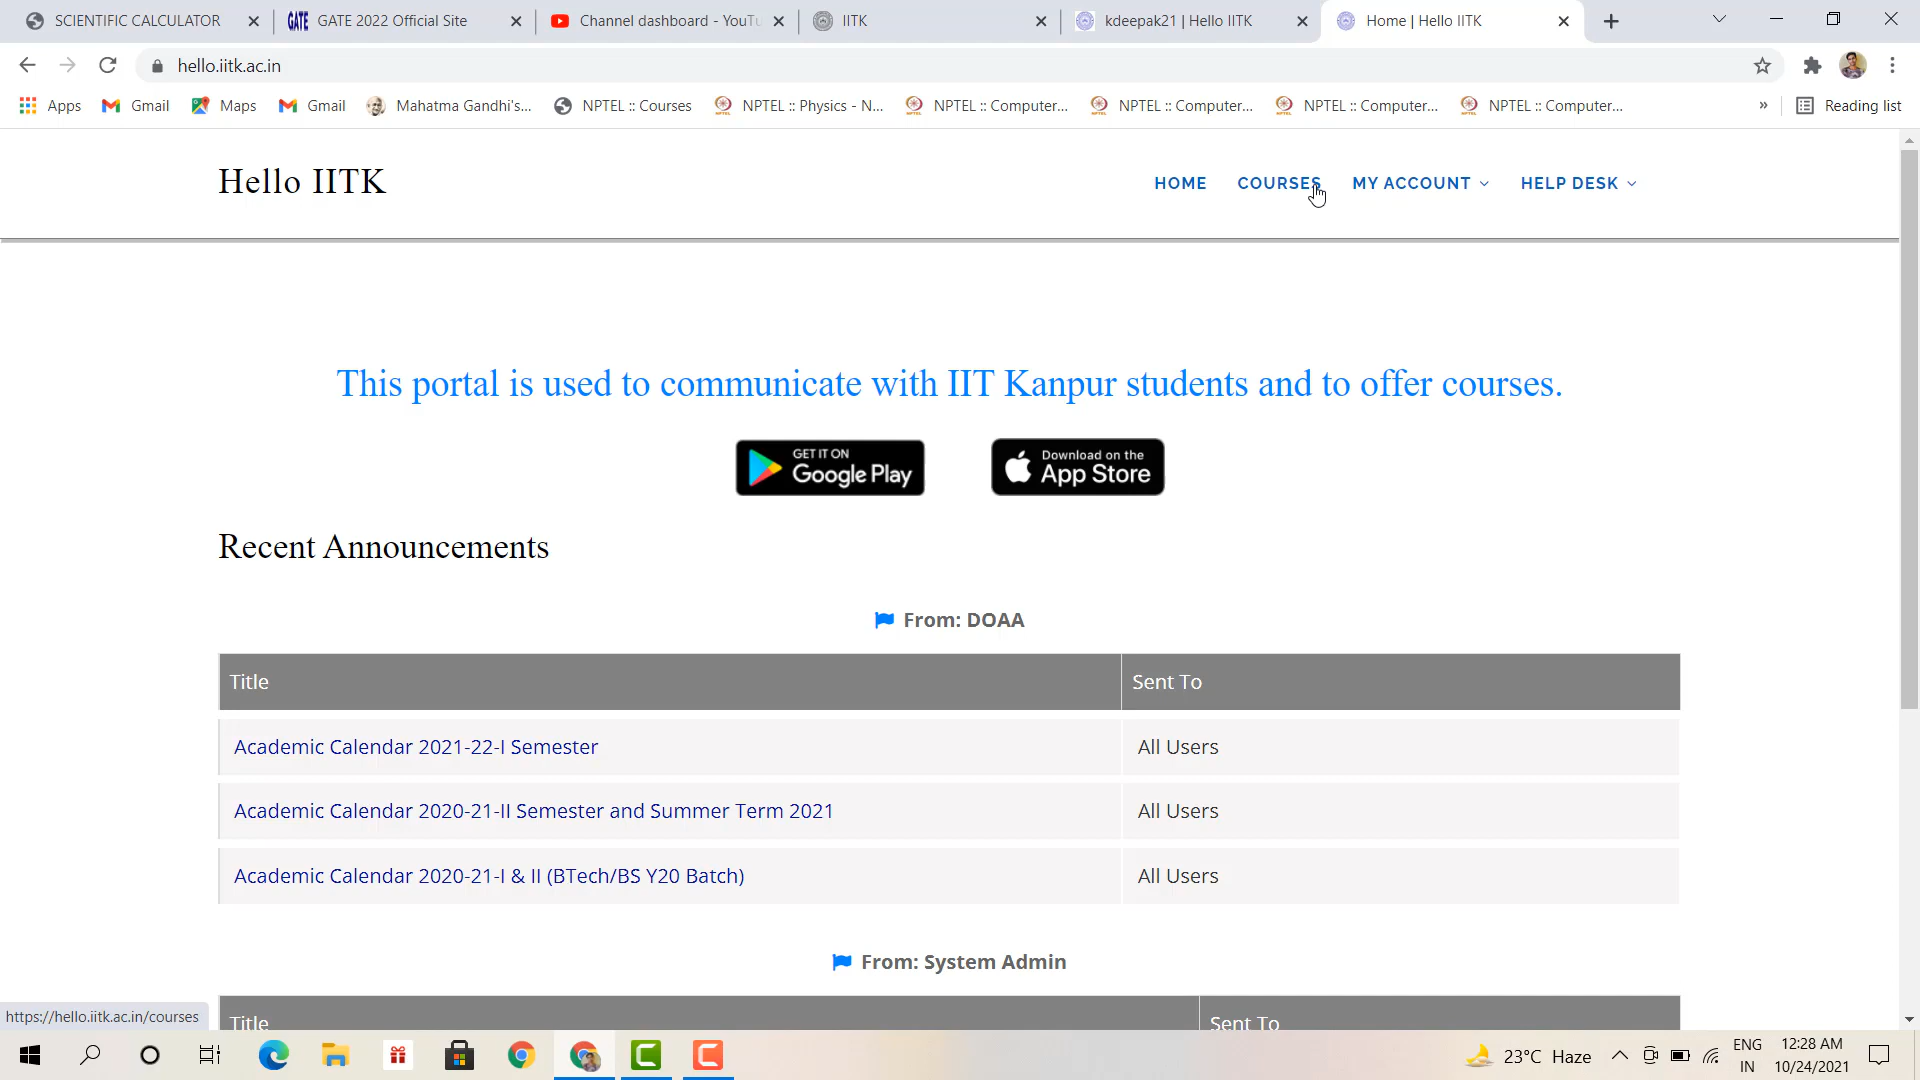 SCIENTIFIC CALCULATOR
GATE GATE 2022 Official Site
Channel dashboard - YouTu
IITK
kdeepak21 | Hello IITK
Home | Hello IITK
hello.iitk.ac.in
Apps
Gmail
Maps
Gmail
Mahatma Gandhi's...
NPTEL :: Courses
NPTEL :: Physics - N...
NPTEL :: Computer...
NPTEL :: Computer...
NPTEL :: Computer...
NPTEL :: Computer...
»
Reading list
Hello IITK
HOME
COURSES
MY ACCOUNT
HELP DESK
This portal is used to communicate with IIT Kanpur students and to offer courses.
GET IT ON
Google Play
Download on the
App Store
Recent Announcements
From: DOAA
Title
Sent To
Academic Calendar 2021-22-I Semester
All Users
Academic Calendar 2020-21-II Semester and Summer Term 2021
All Users
Academic Calendar 2020-21-I & II (BTech/BS Y20 Batch)
All Users
From: System Admin
Title
Sent To
https://hello.iitk.ac.in/courses
23°C Haze
ENG
IN
12:28 AM
10/24/2021